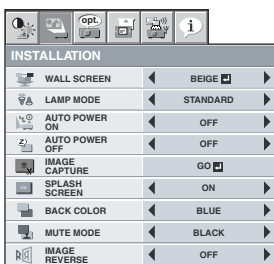 opt.
i
INSTALLATION
WALL SCREEN BEIGE
LAMP MODE STANDARD
AUTO POWER
ON OFF
AUTO POWER
OFF OFF
IMAGE
CAPTURE GO
SPLASH
SCREEN ON
BACK COLOR BLUE
MUTE MODE BLACK
IMAGE
REVERSE OFF